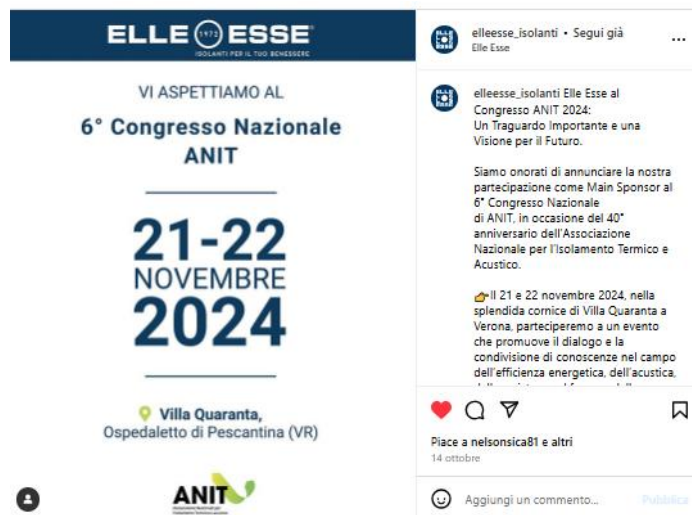 ELLE 1972 ESSE
ISOLANTI PER IL TUO BENESSERE
VI ASPETTIAMO AL
6° Congresso Nazionale
ANIT
21-22
NOVEMBRE
2024
Villa Quaranta,
Ospedaletto di Pescantina (VR)
ANIT
elleesse_isolanti • Segui già
Elle Esse
elleesse_isolanti Elle Esse al
Congresso ANIT 2024:
Un Traguardo Importante e una
Visione per il Futuro.
Siamo onorati di annunciare la nostra
partecipazione come Main Sponsor al
6° Congresso Nazionale
di ANIT, in occasione del 40°
anniversario dell'Associazione
Nazionale per l'Isolamento Termico e
Acustico.
👉Il 21 e 22 novembre 2024, nella
splendida cornice di Villa Quaranta a
Verona, parteciperemo a un evento
che promuove il dialogo e la
condivisione di conoscenze nel campo
dell'efficienza energetica, dell'acustica,
Piace a nelsonsica81 e altri
14 ottobre
Aggiungi un commento...
Pubblica